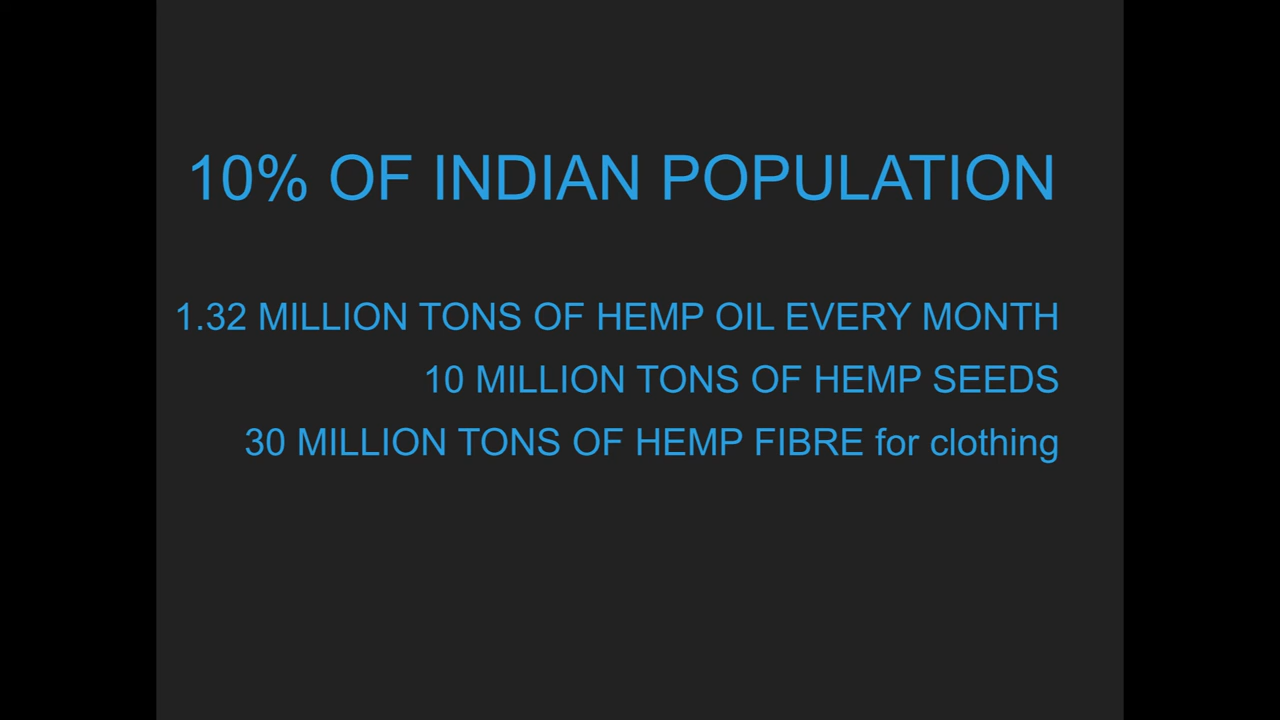 10% OF INDIAN POPULATION
1.32 MILLION TONS OF HEMP OIL EVERY MONTH
10 MILLION TONS OF HEMP SEEDS
30 MILLION TONS OF HEMP FIBRE for clothing